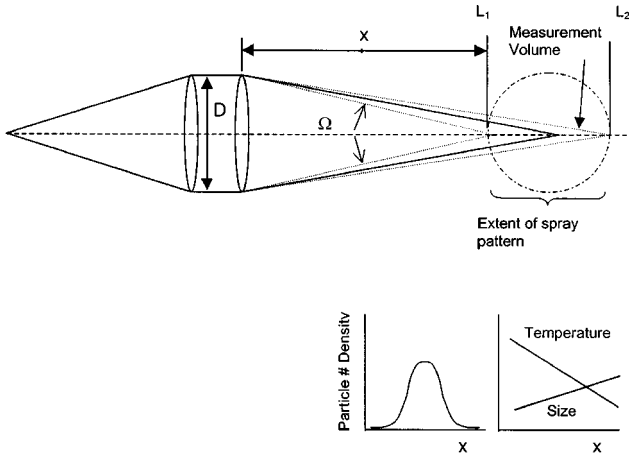 L₁
L₂
x
Measurement
Volume
D
Ω
Extent of spray
pattern
Particle # Density
x
Temperature
Size
x